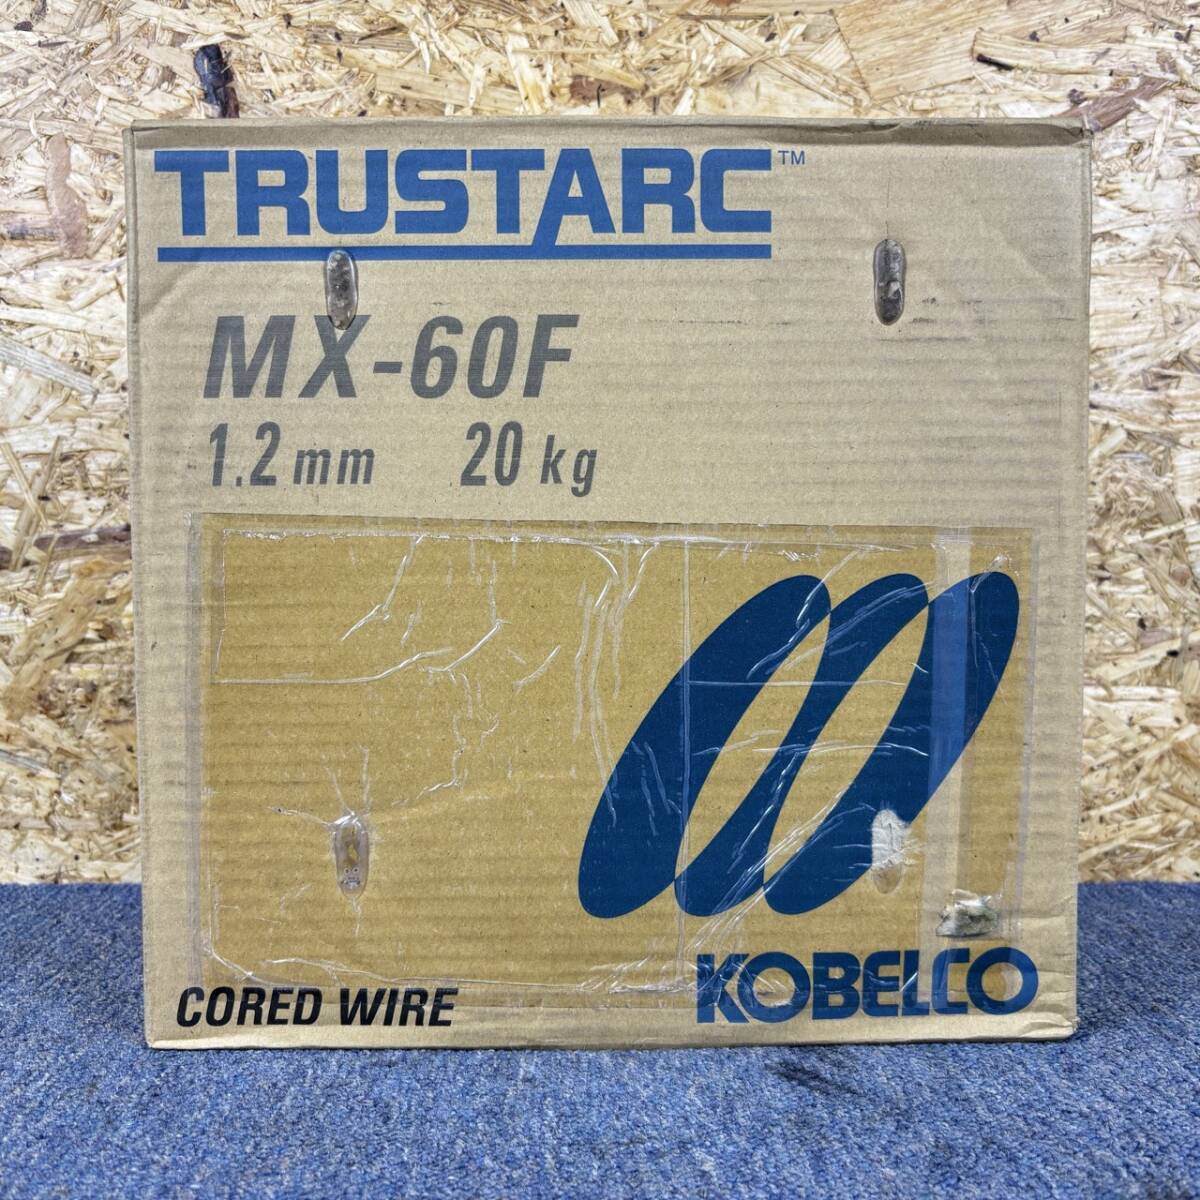 TRUSTARC™
MX-60F
1.2 mm 20 kg
KOBELCO
CORED WIRE